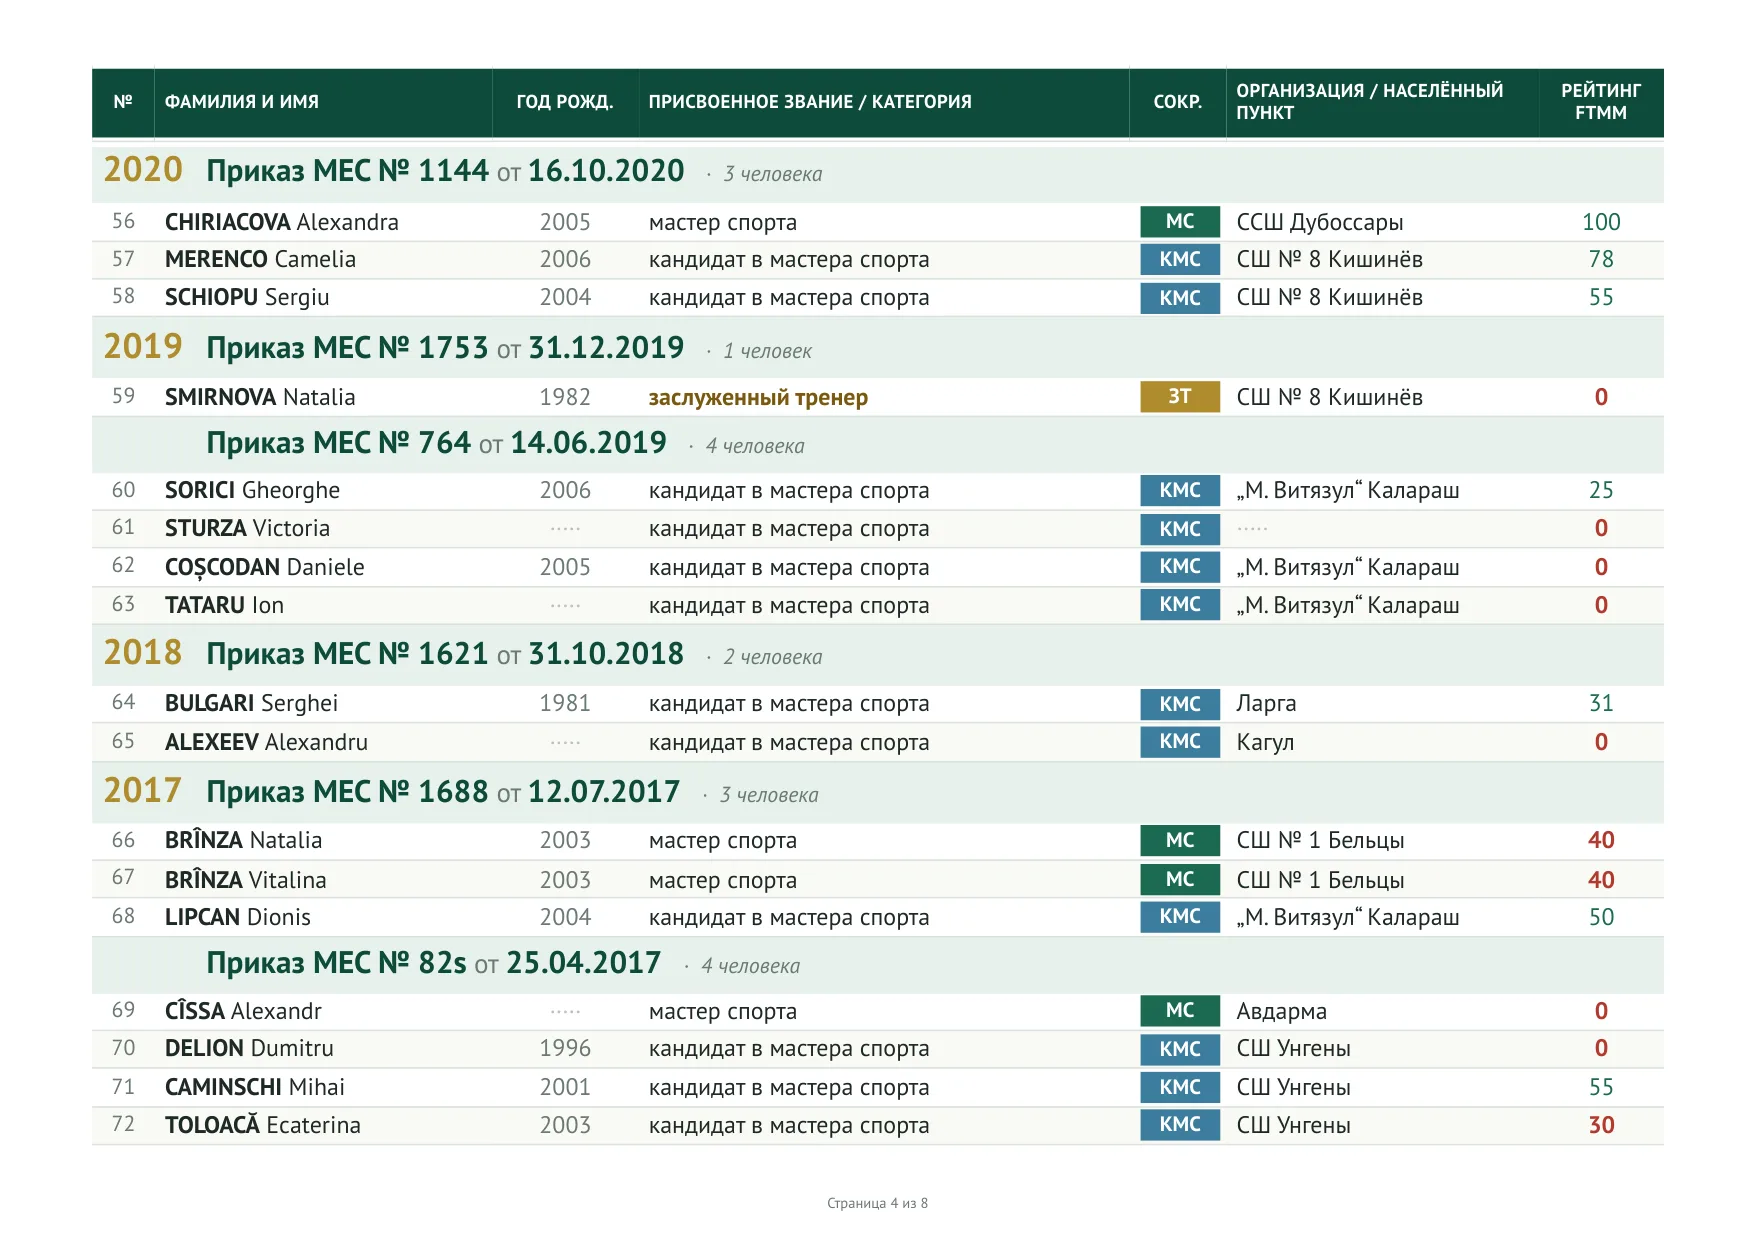 № ФАМИЛИЯ И ИМЯ ГОД РОЖД. ПРИСВОЕННОЕ ЗВАНИЕ / КАТЕГОРИЯ СОКР. ОРГАНИЗАЦИЯ / НАСЕЛЁННЫЙ ПУНКТ РЕЙТИНГ FTMM
2020 Приказ МЕС № 1144 от 16.10.2020 · 3 человека
56 CHIRIACOVA Alexandra 2005 мастер спорта МС ССШ Дубоссары 100
57 MERENCO Camelia 2006 кандидат в мастера спорта КМС СШ № 8 Кишинёв 78
58 SCHIOPU Sergiu 2004 кандидат в мастера спорта КМС СШ № 8 Кишинёв 55
2019 Приказ МЕС № 1753 от 31.12.2019 · 1 человек
59 SMIRNOVA Natalia 1982 заслуженный тренер ЗТ СШ № 8 Кишинёв 0
Приказ МЕС № 764 от 14.06.2019 · 4 человека
60 SORICI Gheorghe 2006 кандидат в мастера спорта КМС „М. Витязул“ Калараш 25
61 STURZA Victoria ····· кандидат в мастера спорта КМС ····· 0
62 COȘCODAN Daniele 2005 кандидат в мастера спорта КМС „М. Витязул“ Калараш 0
63 TATARU Ion ····· кандидат в мастера спорта КМС „М. Витязул“ Калараш 0
2018 Приказ МЕС № 1621 от 31.10.2018 · 2 человека
64 BULGARI Serghei 1981 кандидат в мастера спорта КМС Ларга 31
65 ALEXEEV Alexandru ····· кандидат в мастера спорта КМС Кагул 0
2017 Приказ МЕС № 1688 от 12.07.2017 · 3 человека
66 BRÎNZA Natalia 2003 мастер спорта МС СШ № 1 Бельцы 40
67 BRÎNZA Vitalina 2003 мастер спорта МС СШ № 1 Бельцы 40
68 LIPCAN Dionis 2004 кандидат в мастера спорта КМС „М. Витязул“ Калараш 50
Приказ МЕС № 82s от 25.04.2017 · 4 человека
69 CÎSSA Alexandr ····· мастер спорта МС Авдарма 0
70 DELION Dumitru 1996 кандидат в мастера спорта КМС СШ Унгены 0
71 CAMINSCHI Mihai 2001 кандидат в мастера спорта КМС СШ Унгены 55
72 TOLOACĂ Ecaterina 2003 кандидат в мастера спорта КМС СШ Унгены 30
Страница 4 из 8